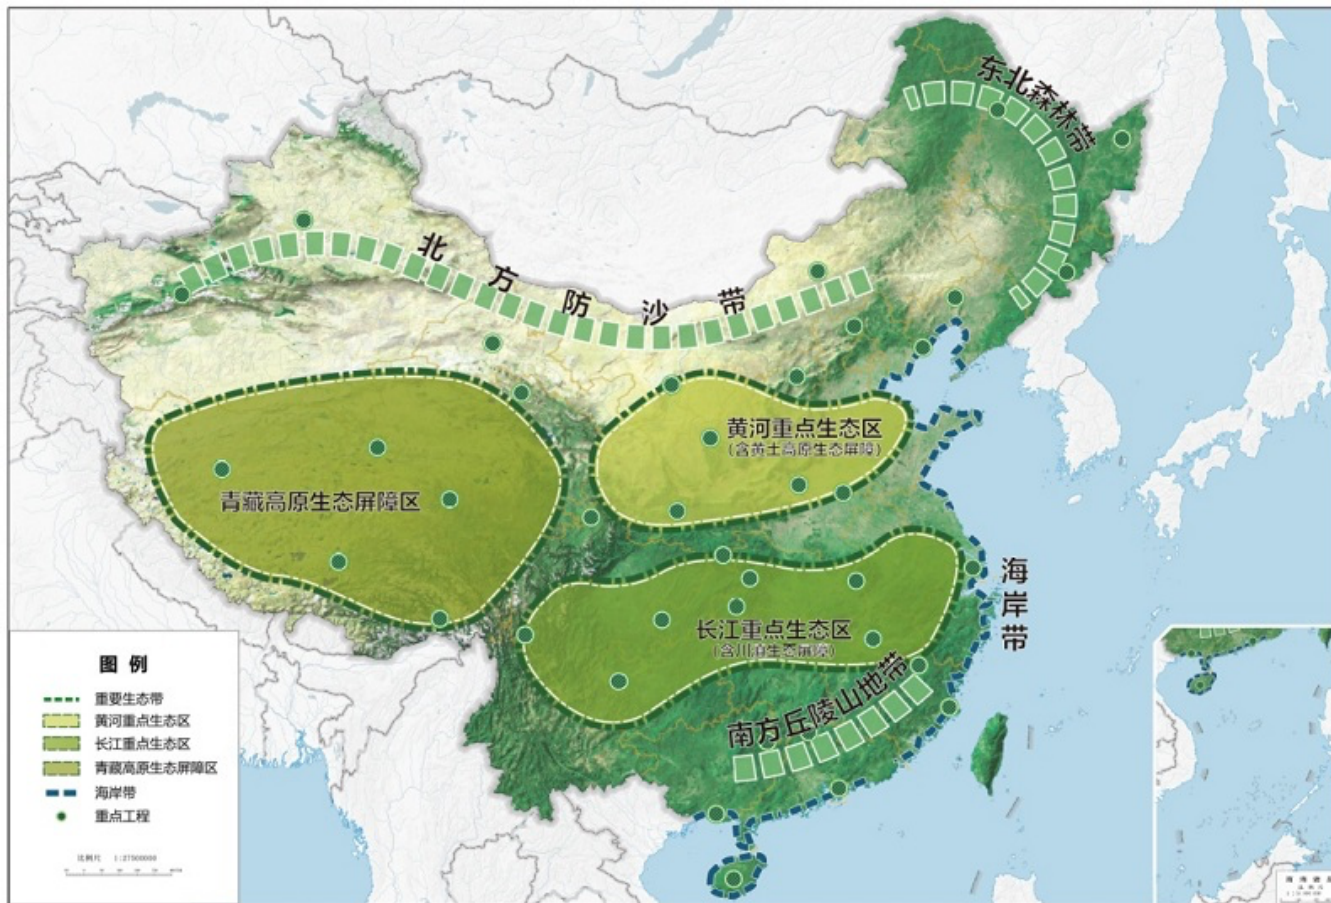 东北森林带
北方防沙带
黄河重点生态区
(含黄土高原生态屏障)
青藏高原生态屏障区
海岸带
长江重点生态区
(含川滇生态屏障)
南方丘陵山地带
图例
重要生态带
黄河重点生态区
长江重点生态区
青藏高原生态屏障区
海岸带
重点工程
比例尺 1:27500000